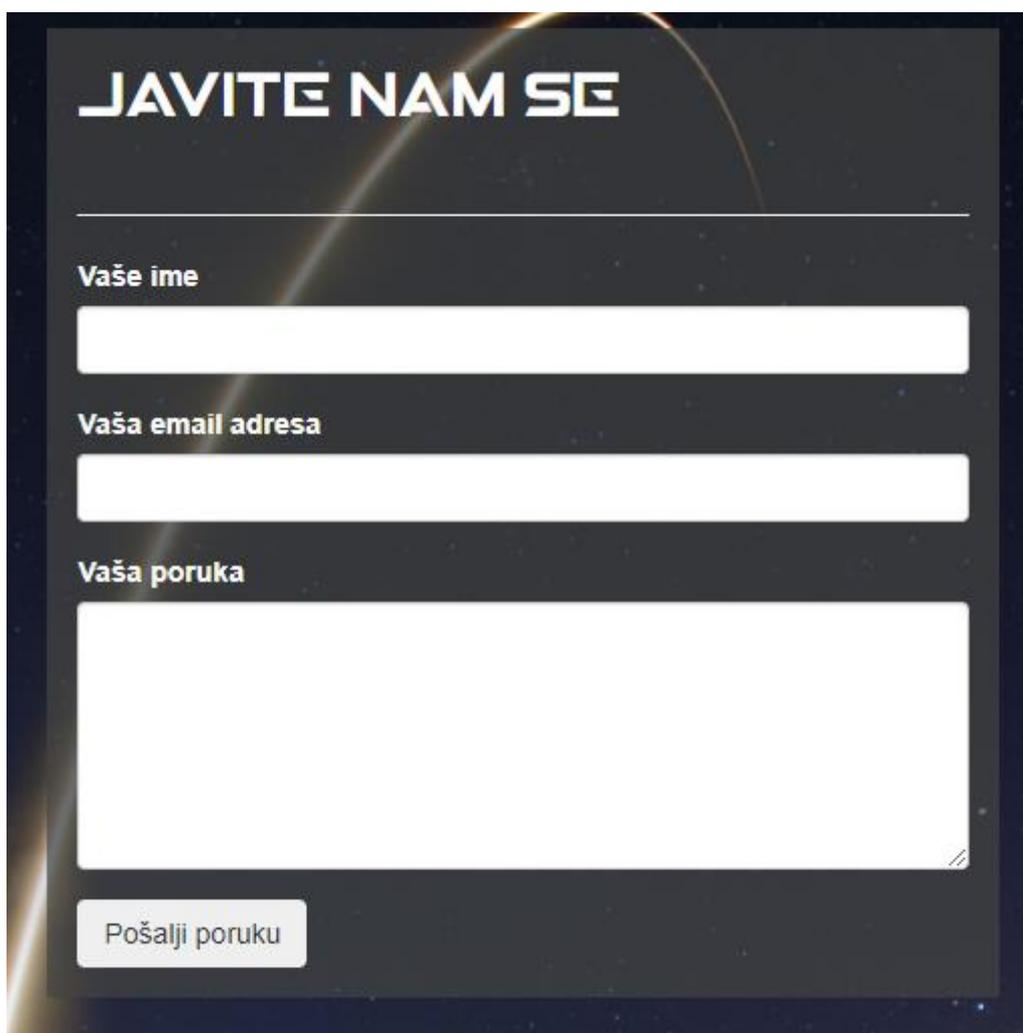 JAVITE NAM SE
Vaše ime
Vaša email adresa
Vaša poruka
Pošalji poruku